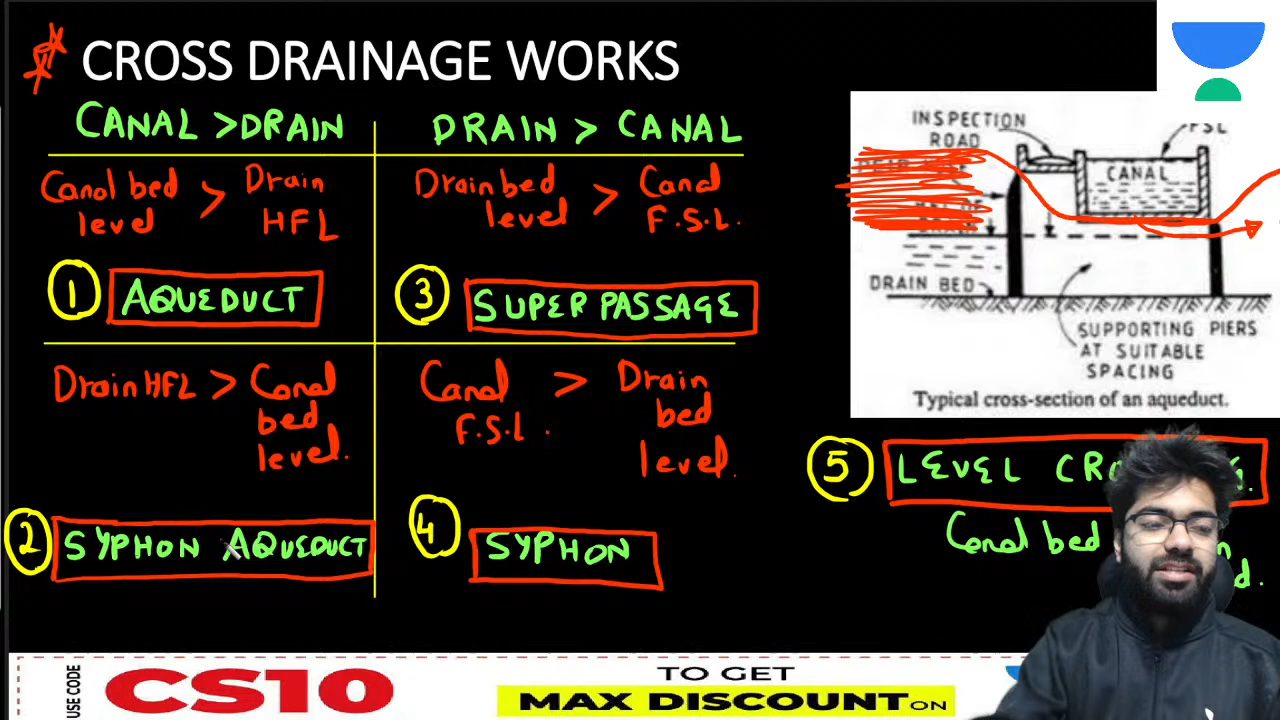 CROSS DRAINAGE WORKS
CANAL > DRAIN
DRAIN > CANAL
Canal bed level > Drain HFL
Drain bed level > Canal F.S.L.
1 AQUEDUCT
3 SUPER PASSAGE
Drain HFL > Canal bed level.
Canal F.S.L. > Drain bed level.
2 SYPHON AQUEDUCT
4 SYPHON
INSPECTION
ROAD
FSL
CANAL
DRAIN BED
SUPPORTING PIERS
AT SUITABLE
SPACING
Typical cross-section of an aqueduct.
5 LEVEL
Canal bed
USE CODE
CS10
TO GET
MAX DISCOUNT ON